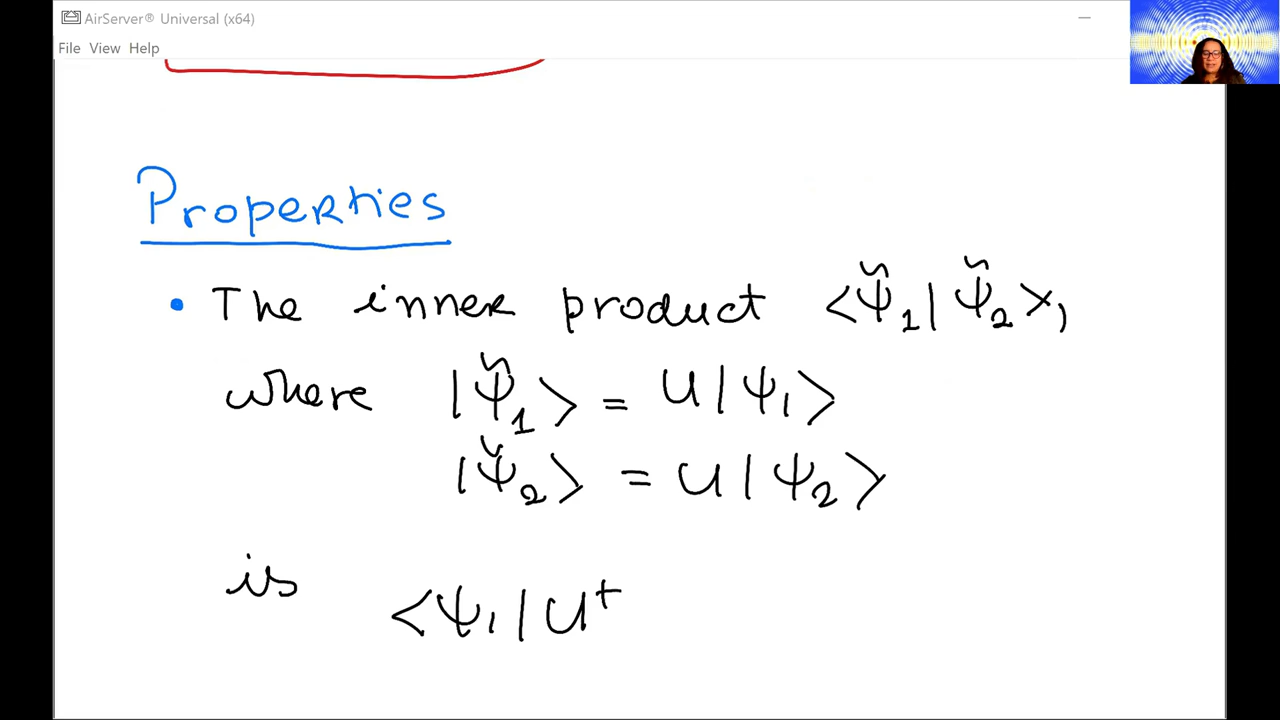 AirServer® Universal (x64)
File View Help
Properties
• The inner product <ψ̃₁|ψ̃₂>,
where |ψ̃₁> = U|ψ₁>
|ψ̃₂> = U|ψ₂>
is <ψ₁|U†